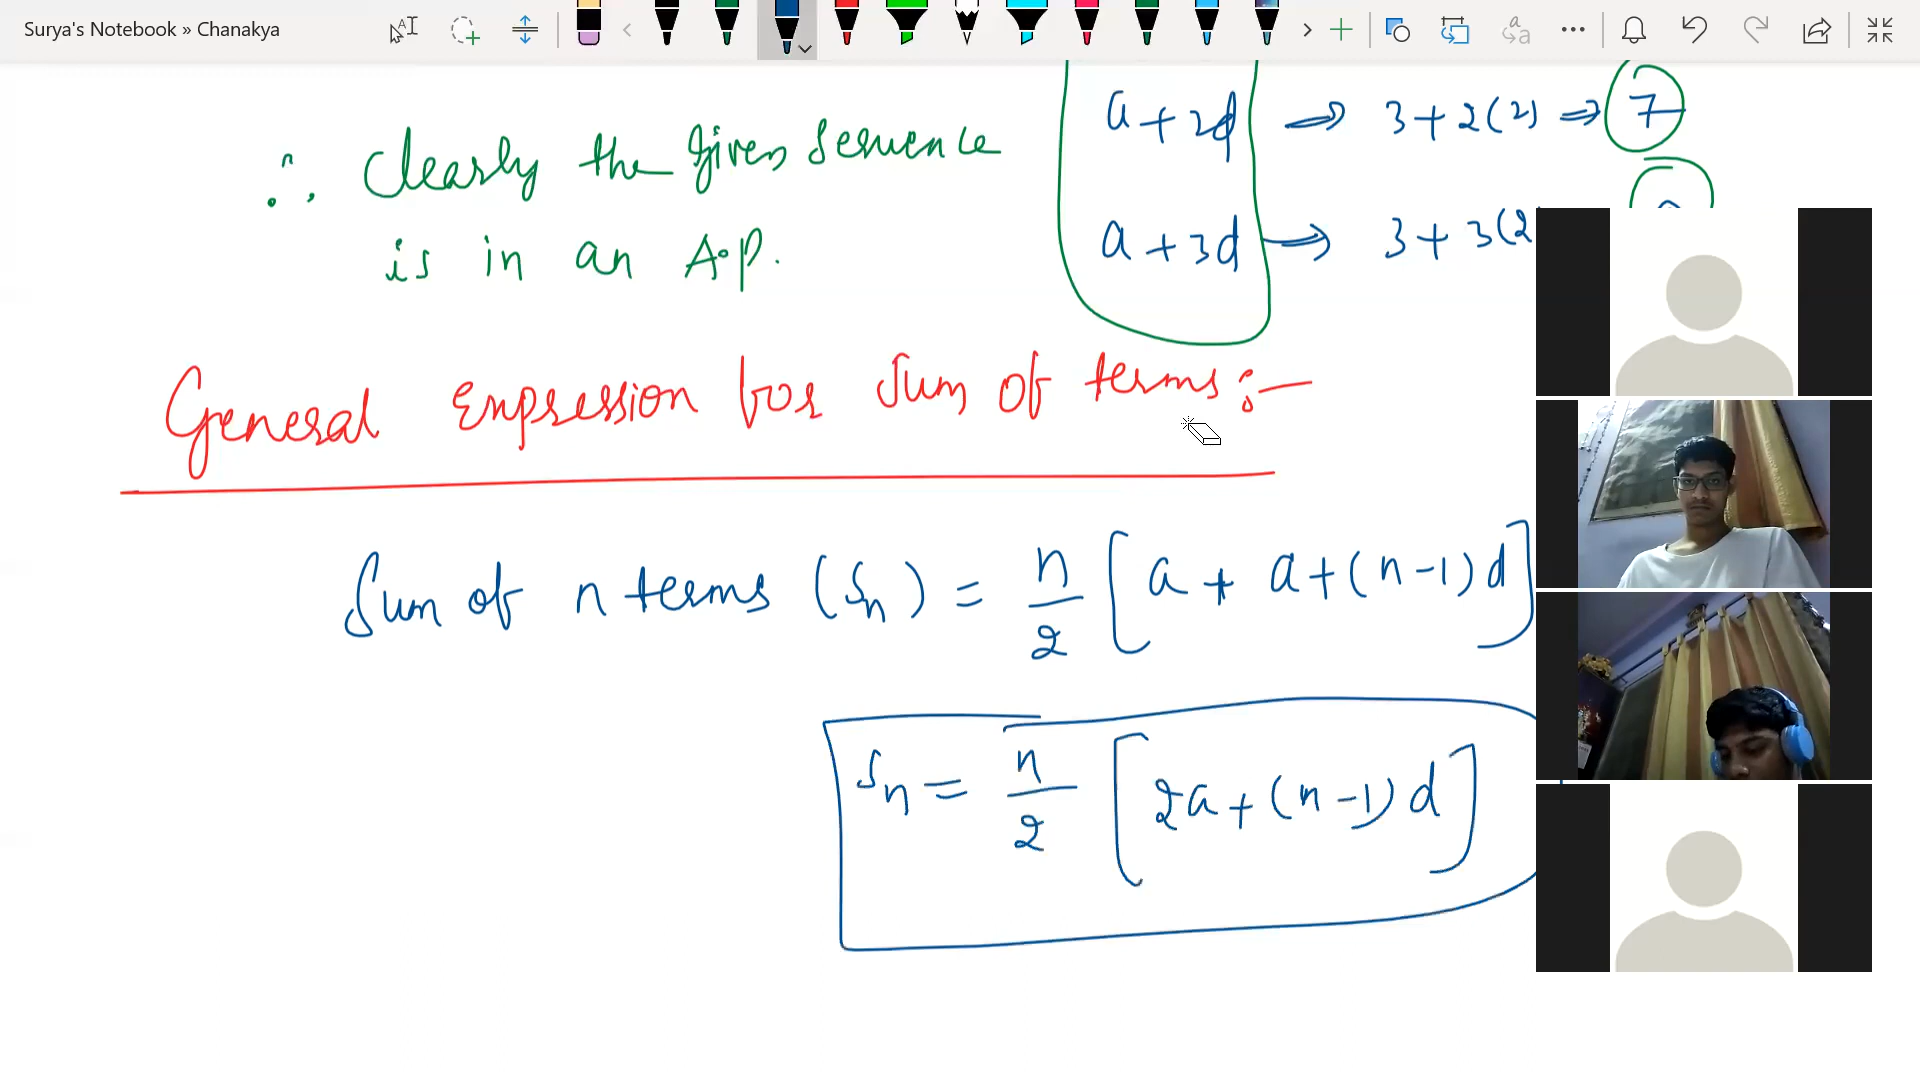 Surya's Notebook » Chanakya
a + 2d ⇒ 3 + 2(2) ⇒ 7
∴ Clearly the given sequence
is in an A.P.
a + 3d ⇒ 3 + 3(2
General expression for sum of terms :-
Sum of n terms (Sn) = n/2 [a + a + (n-1)d]
Sn = n/2 [2a + (n-1)d]